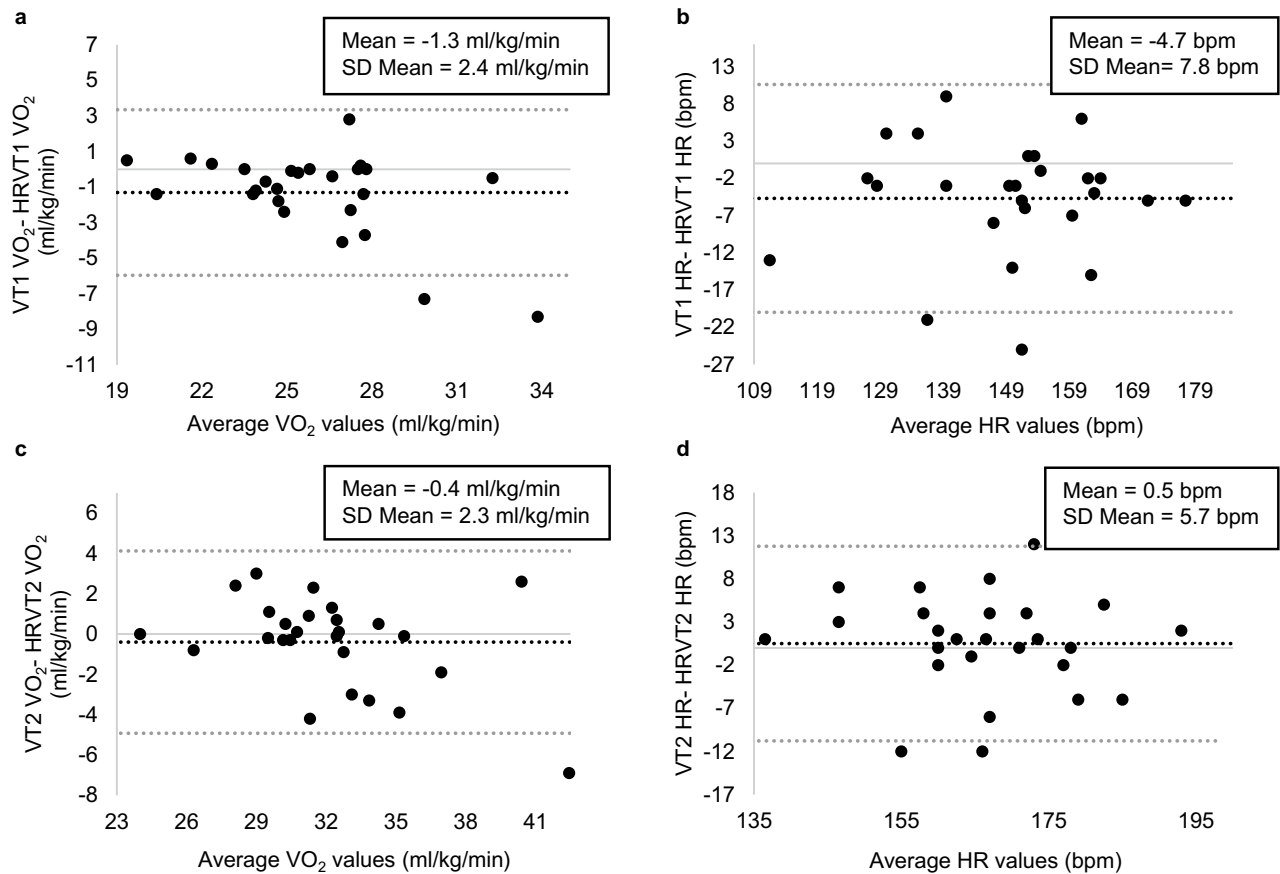 a
Mean = -1.3 ml/kg/min
SD Mean = 2.4 ml/kg/min
VT1 VO₂- HRVT1 VO₂
(ml/kg/min)
7
5
3
1
-1
-3
-5
-7
-9
-11
19 22 25 28 31 34
Average VO₂ values (ml/kg/min)
b
Mean = -4.7 bpm
SD Mean= 7.8 bpm
VT1 HR- HRVT1 HR (bpm)
13
8
3
-2
-7
-12
-17
-22
-27
109 119 129 139 149 159 169 179
Average HR values (bpm)
c
Mean = -0.4 ml/kg/min
SD Mean = 2.3 ml/kg/min
VT2 VO₂- HRVT2 VO₂
(ml/kg/min)
6
4
2
0
-2
-4
-6
-8
23 26 29 32 35 38 41
Average VO₂ values (ml/kg/min)
d
Mean = 0.5 bpm
SD Mean = 5.7 bpm
VT2 HR- HRVT2 HR (bpm)
18
13
8
3
-2
-7
-12
-17
135 155 175 195
Average HR values (bpm)